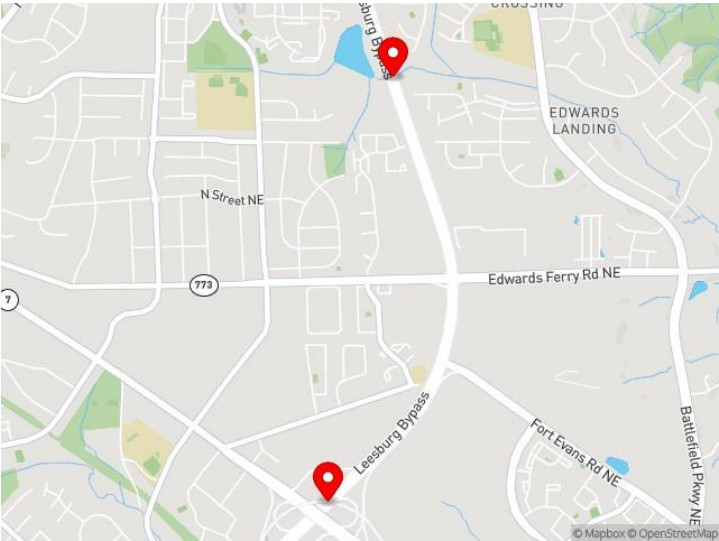 CROSSING
sburg Bypass
EDWARDS
LANDING
N Street NE
773
Edwards Ferry Rd NE
7
Leesburg Bypass
Fort Evans Rd NE
Battlefield Pkwy NE
© Mapbox © OpenStreetMap